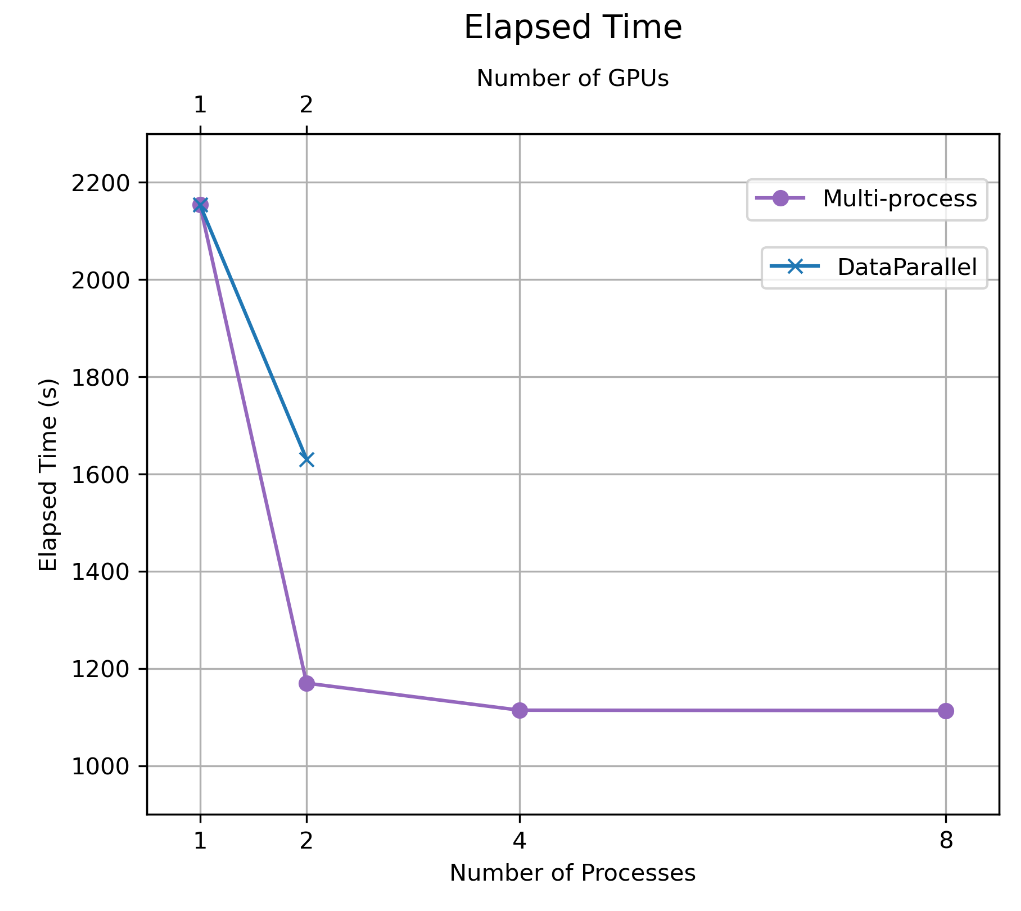 Elapsed Time
Number of GPUs
1 2
2200
2000
1800
1600
1400
1200
1000
Elapsed Time (s)
Multi-process
DataParallel
1 2 4 8
Number of Processes